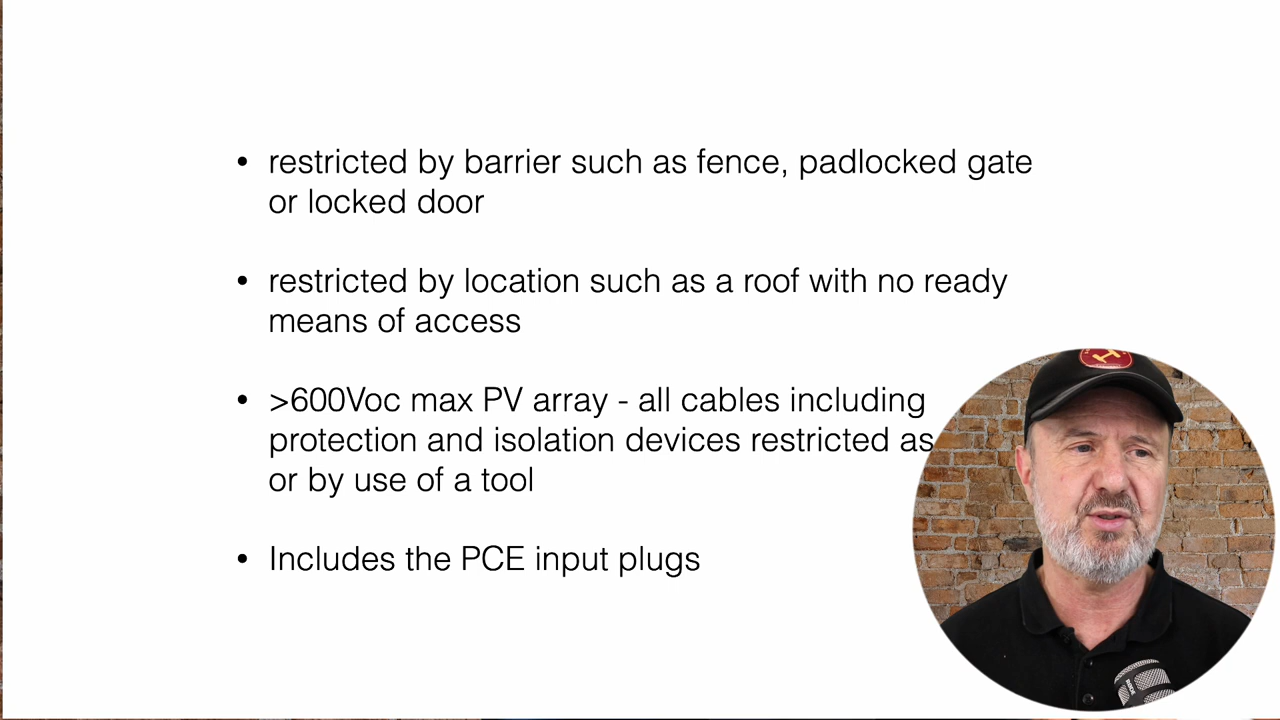 • restricted by barrier such as fence, padlocked gate
or locked door
• restricted by location such as a roof with no ready
means of access
• >600Voc max PV array - all cables including
protection and isolation devices restricted as
or by use of a tool
• Includes the PCE input plugs